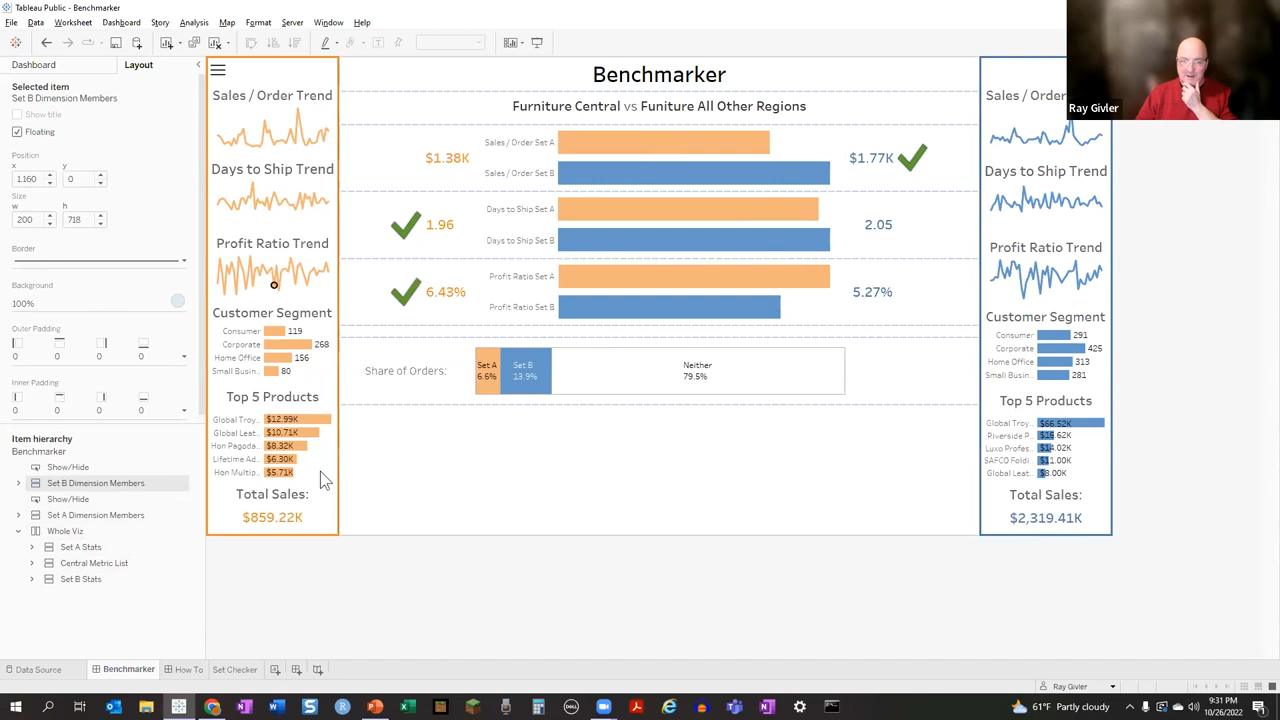 Tableau Public - Benchmarker
File Data Worksheet Dashboard Story Analysis Map Format Server Window Help
Dashboard Layout
Selected item
Set B Dimension Members
Show title
Floating
Position
x y
1,160 0
Size
w h
200 718
Border
Background
100%
Outer Padding
0 0 0 0
Inner Padding
0 0 0 0
Item hierarchy
Benchmarker
Show/Hide
Set B Dimension Members
Show/Hide
Set A Dimension Members
Whole Viz
Set A Stats
Central Metric List
Set B Stats
Sales / Order Trend
Days to Ship Trend
Profit Ratio Trend
Customer Segment
Consumer 119
Corporate 268
Home Office 156
Small Busin.. 80
Top 5 Products
Global Troy.. $12.99K
Global Leat.. $10.71K
Hon Pagoda.. $8.32K
Lifetime Ad.. $6.30K
Hon Multip.. $5.71K
Total Sales:
$859.22K
Benchmarker
Furniture Central vs Funiture All Other Regions
$1.38K Sales / Order Set A $1.77K
Sales / Order Set B
1.96 Days to Ship Set A 2.05
Days to Ship Set B
6.43% Profit Ratio Set A 5.27%
Profit Ratio Set B
Share of Orders:
Set A
6.6%
Set B
13.9%
Neither
79.5%
Sales / Order
Days to Ship Trend
Profit Ratio Trend
Customer Segment
Consumer 291
Corporate 425
Home Office 313
Small Busin.. 281
Top 5 Products
Global Troy.. $66.52K
Riverside P..
Luxo Profes..
SAFCO Foldi..
Global Leat..
Total Sales:
$2,319.41K
Ray Givler
Data Source Benchmarker How To Set Checker
Ray Givler
61°F Partly cloudy
9:31 PM
10/26/2022